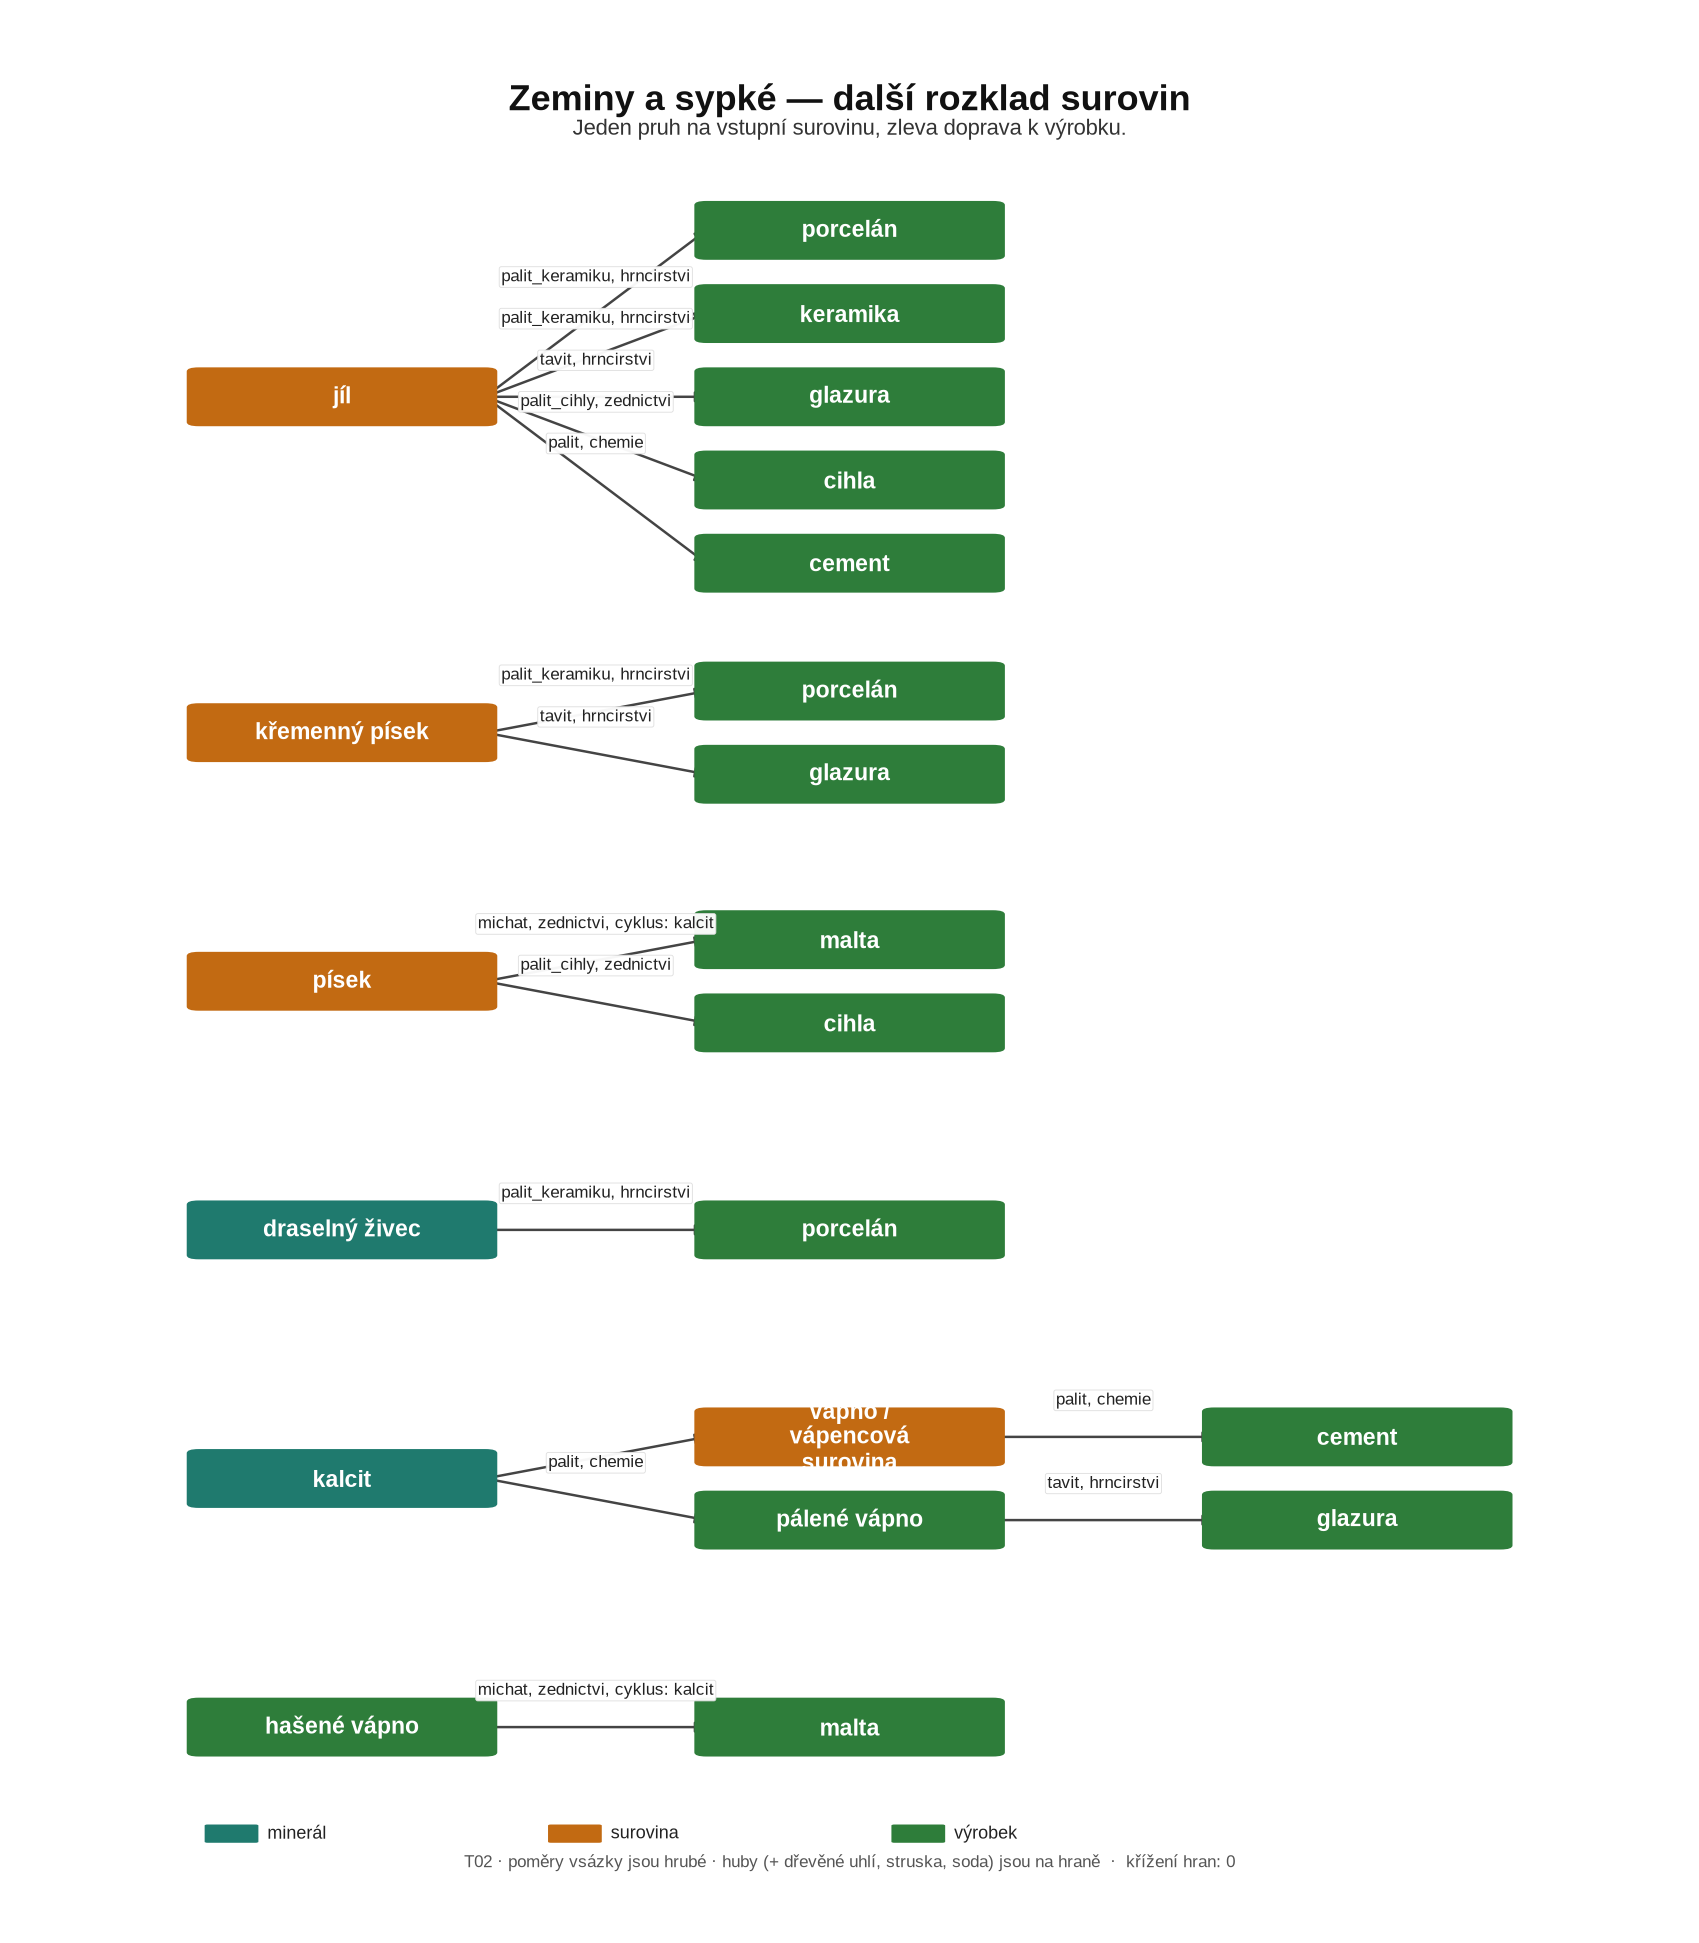 Zeminy a sypké — další rozklad surovin
Jeden pruh na vstupní surovinu, zleva doprava k výrobku.
porcelán
palit_keramiku, hrncirstvi
keramika
palit_keramiku, hrncirstvi
tavit, hrncirstvi
jíl
glazura
palit_cihly, zednictvi
palit, chemie
cihla
cement
palit_keramiku, hrncirstvi
porcelán
tavit, hrncirstvi
křemenný písek
glazura
michat, zednictvi, cyklus: kalcit
malta
palit_cihly, zednictvi
písek
cihla
palit_keramiku, hrncirstvi
draselný živec
porcelán
palit, chemie
vápno /
vápencová
surovina
cement
palit, chemie
kalcit
tavit, hrncirstvi
pálené vápno
glazura
michat, zednictvi, cyklus: kalcit
hašené vápno
malta
minerál
surovina
výrobek
T02 · poměry vsázky jsou hrubé · huby (+ dřevěné uhlí, struska, soda) jsou na hraně · křížení hran: 0